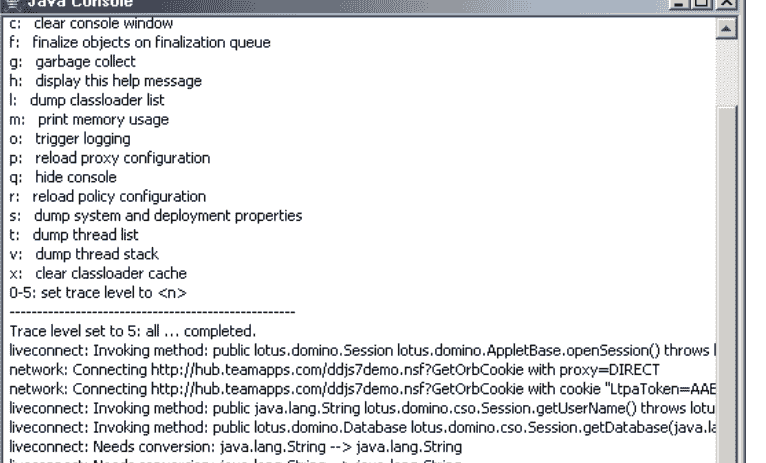 Java Console
c: clear console window
f: finalize objects on finalization queue
g: garbage collect
h: display this help message
l: dump classloader list
m: print memory usage
o: trigger logging
p: reload proxy configuration
q: hide console
r: reload policy configuration
s: dump system and deployment properties
t: dump thread list
v: dump thread stack
x: clear classloader cache
0-5: set trace level to <n>
----------------------------------------------------
Trace level set to 5: all ... completed.
liveconnect: Invoking method: public lotus.domino.Session lotus.domino.AppletBase.openSession() throws
network: Connecting http://hub.teamapps.com/ddjs7demo.nsf?GetOrbCookie with proxy=DIRECT
network: Connecting http://hub.teamapps.com/ddjs7demo.nsf?GetOrbCookie with cookie "LtpaToken=AAE
liveconnect: Invoking method: public java.lang.String lotus.domino.cso.Session.getUserName() throws lotu
liveconnect: Invoking method: public lotus.domino.Database lotus.domino.cso.Session.getDatabase(java.la
liveconnect: Needs conversion: java.lang.String --> java.lang.String